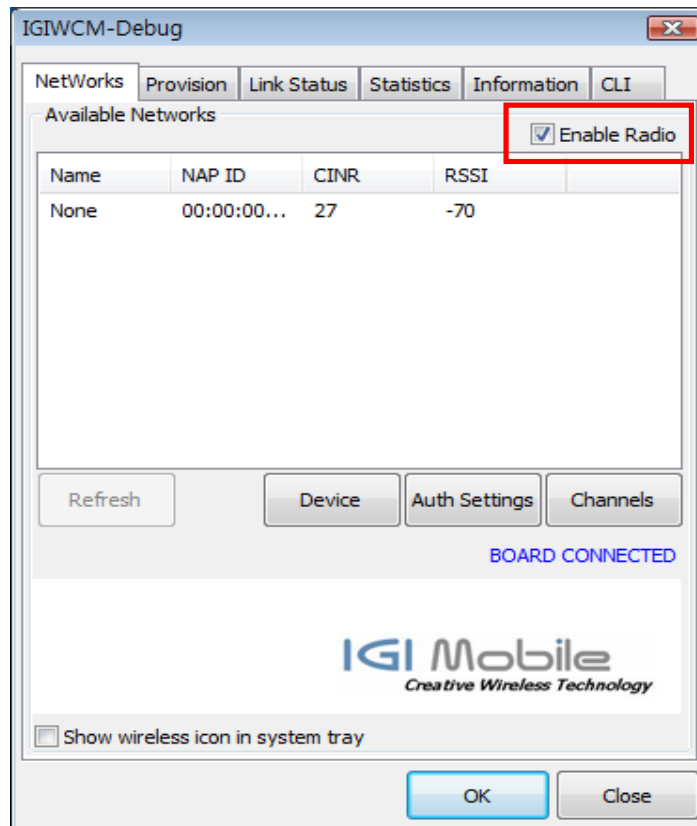 IGIWCM-Debug
NetWorks Provision Link Status Statistics Information CLI
Available Networks
Enable Radio
Name NAP ID CINR RSSI
None 00:00:00... 27 -70
Refresh Device Auth Settings Channels
BOARD CONNECTED
IGI Mobile
Creative Wireless Technology
Show wireless icon in system tray
OK Close